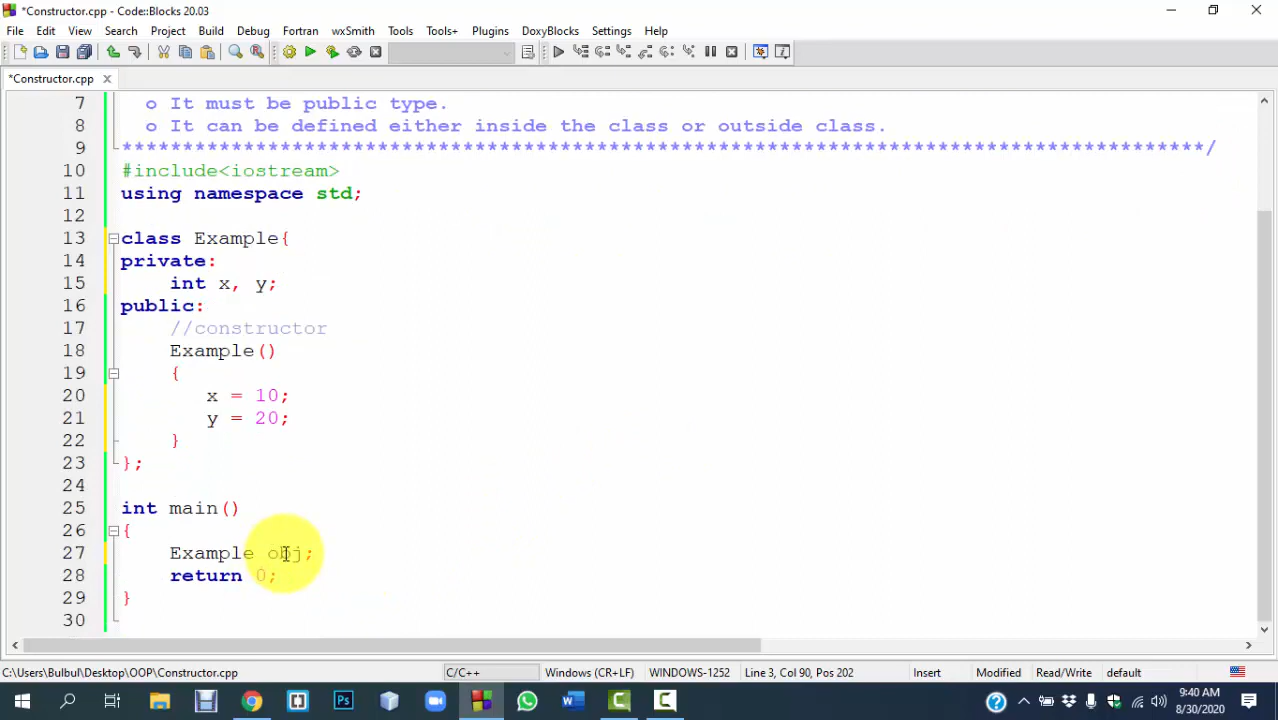 *Constructor.cpp - Code::Blocks 20.03
File Edit View Search Project Build Debug Fortran wxSmith Tools Tools+ Plugins DoxyBlocks Settings Help
*Constructor.cpp
7 o It must be public type.
8 o It can be defined either inside the class or outside class.
9 *****************************************************************************************/
10 #include<iostream>
11 using namespace std;
12
13 class Example{
14 private:
15 int x, y;
16 public:
17 //constructor
18 Example()
19 {
20 x = 10;
21 y = 20;
22 }
23 };
24
25 int main()
26 {
27 Example obj;
28 return 0;
29 }
30
C:\Users\Bulbul\Desktop\OOP\Constructor.cpp C/C++ Windows (CR+LF) WINDOWS-1252 Line 3, Col 90, Pos 202 Insert Modified Read/Write default
Ps W C C 9:40 AM
8/30/2020